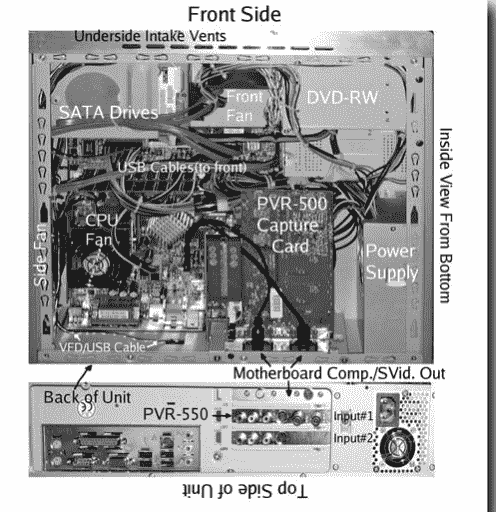 Front Side
Underside Intake Vents
SATA Drives
Front
Fan
DVD-RW
USB Cables(to front)
CPU
Fan
PVR-500
Capture
Card
Side Fan
Power
Supply
Inside View From Bottom
VFD/USB Cable
Motherboard Comp./SVid. Out
Back of Unit
PVR-550
Input#1
Input#2
Top Side of Unit